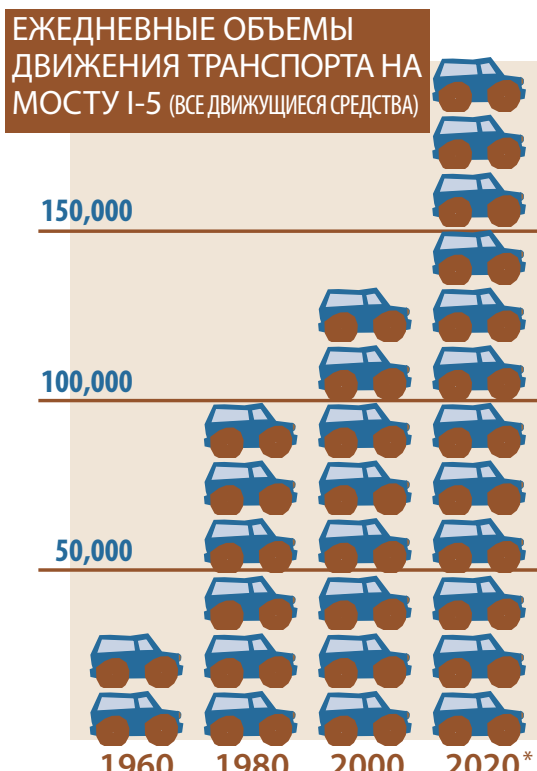 ЕЖЕДНЕВНЫЕ ОБЪЕМЫ
ДВИЖЕНИЯ ТРАНСПОРТА НА
МОСТУ I-5 (ВСЕ ДВИЖУЩИЕСЯ СРЕДСТВА)
150,000
100,000
50,000
1960 1980 2000 2020*